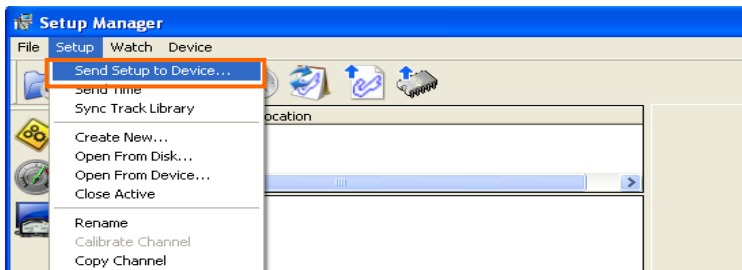 Setup Manager
File Setup Watch Device
Send Setup to Device...
Send Time
Sync Track Library
ocation
Create New...
Open From Disk...
Open From Device...
Close Active
Rename
Calibrate Channel
Copy Channel